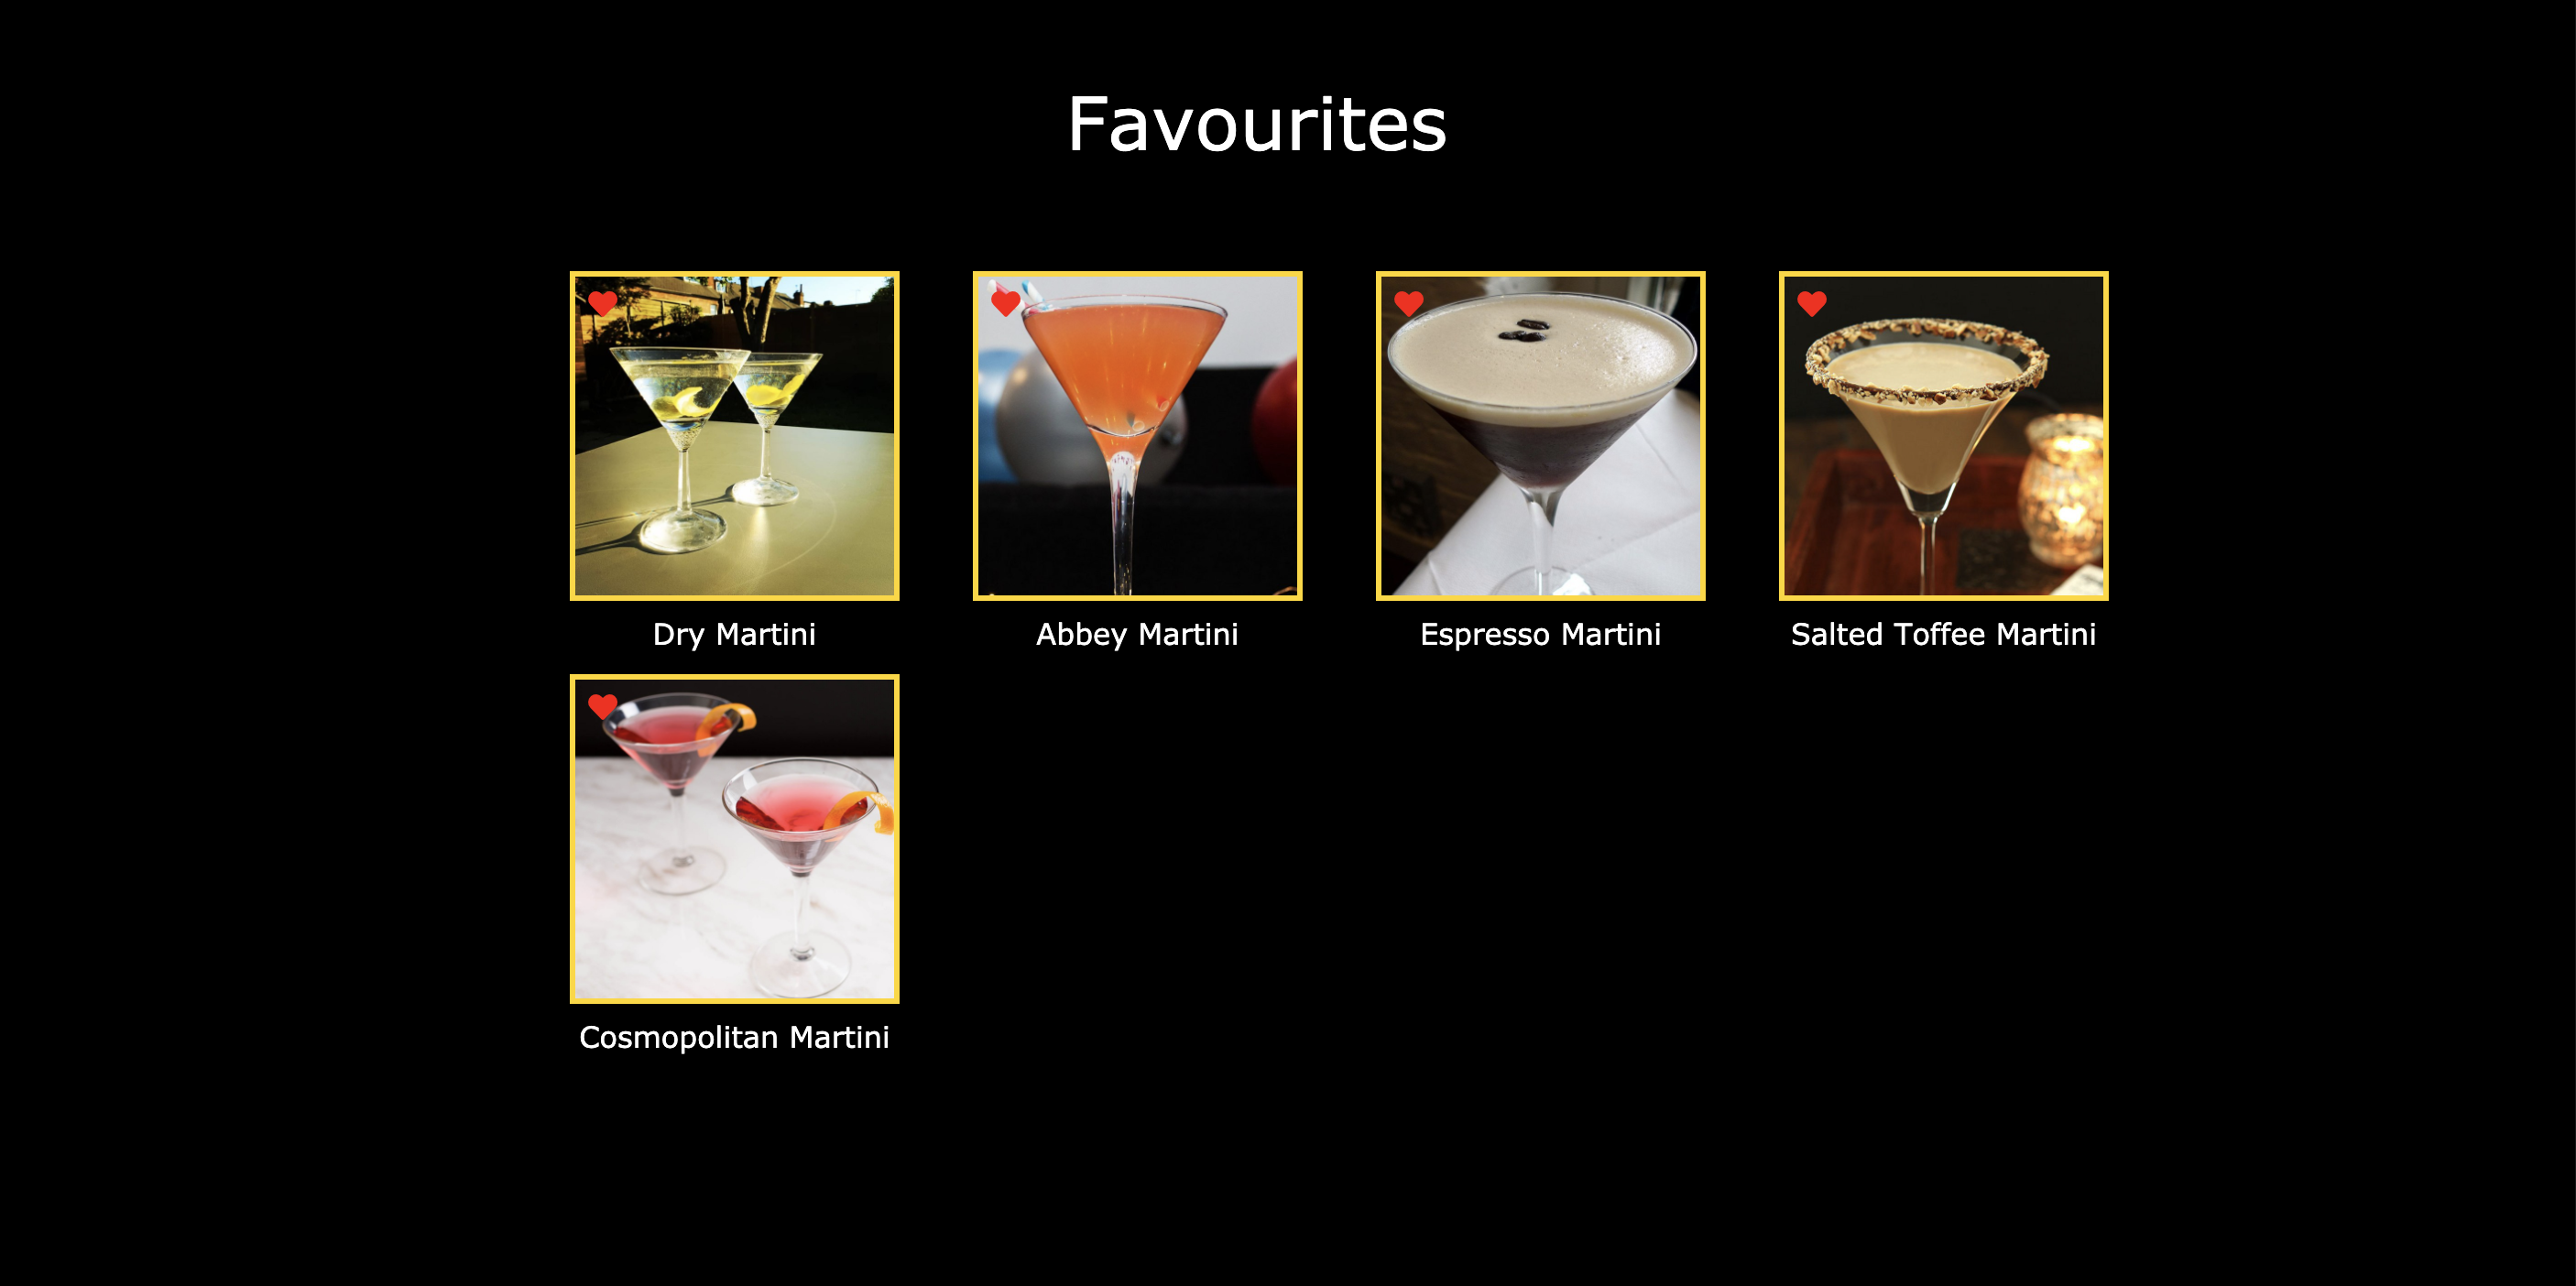 Favourites
Dry Martini
Abbey Martini
Espresso Martini
Salted Toffee Martini
Cosmopolitan Martini